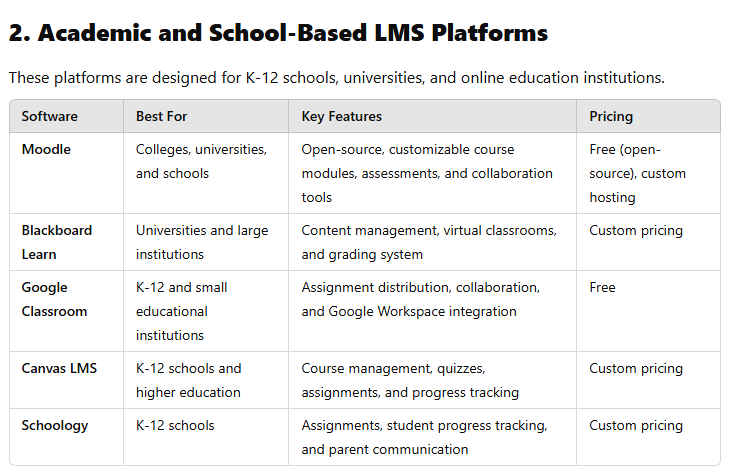 2. Academic and School-Based LMS Platforms
These platforms are designed for K-12 schools, universities, and online education institutions.
Software Best For Key Features Pricing
Moodle Colleges, universities, Open-source, customizable course Free (open-
and schools modules, assessments, and collaboration source), custom
tools hosting
Blackboard Universities and large Content management, virtual classrooms, Custom pricing
Learn institutions and grading system
Google K-12 and small Assignment distribution, collaboration, Free
Classroom educational and Google Workspace integration
institutions
Canvas LMS K-12 schools and Course management, quizzes, Custom pricing
higher education assignments, and progress tracking
Schoology K-12 schools Assignments, student progress tracking, Custom pricing
and parent communication